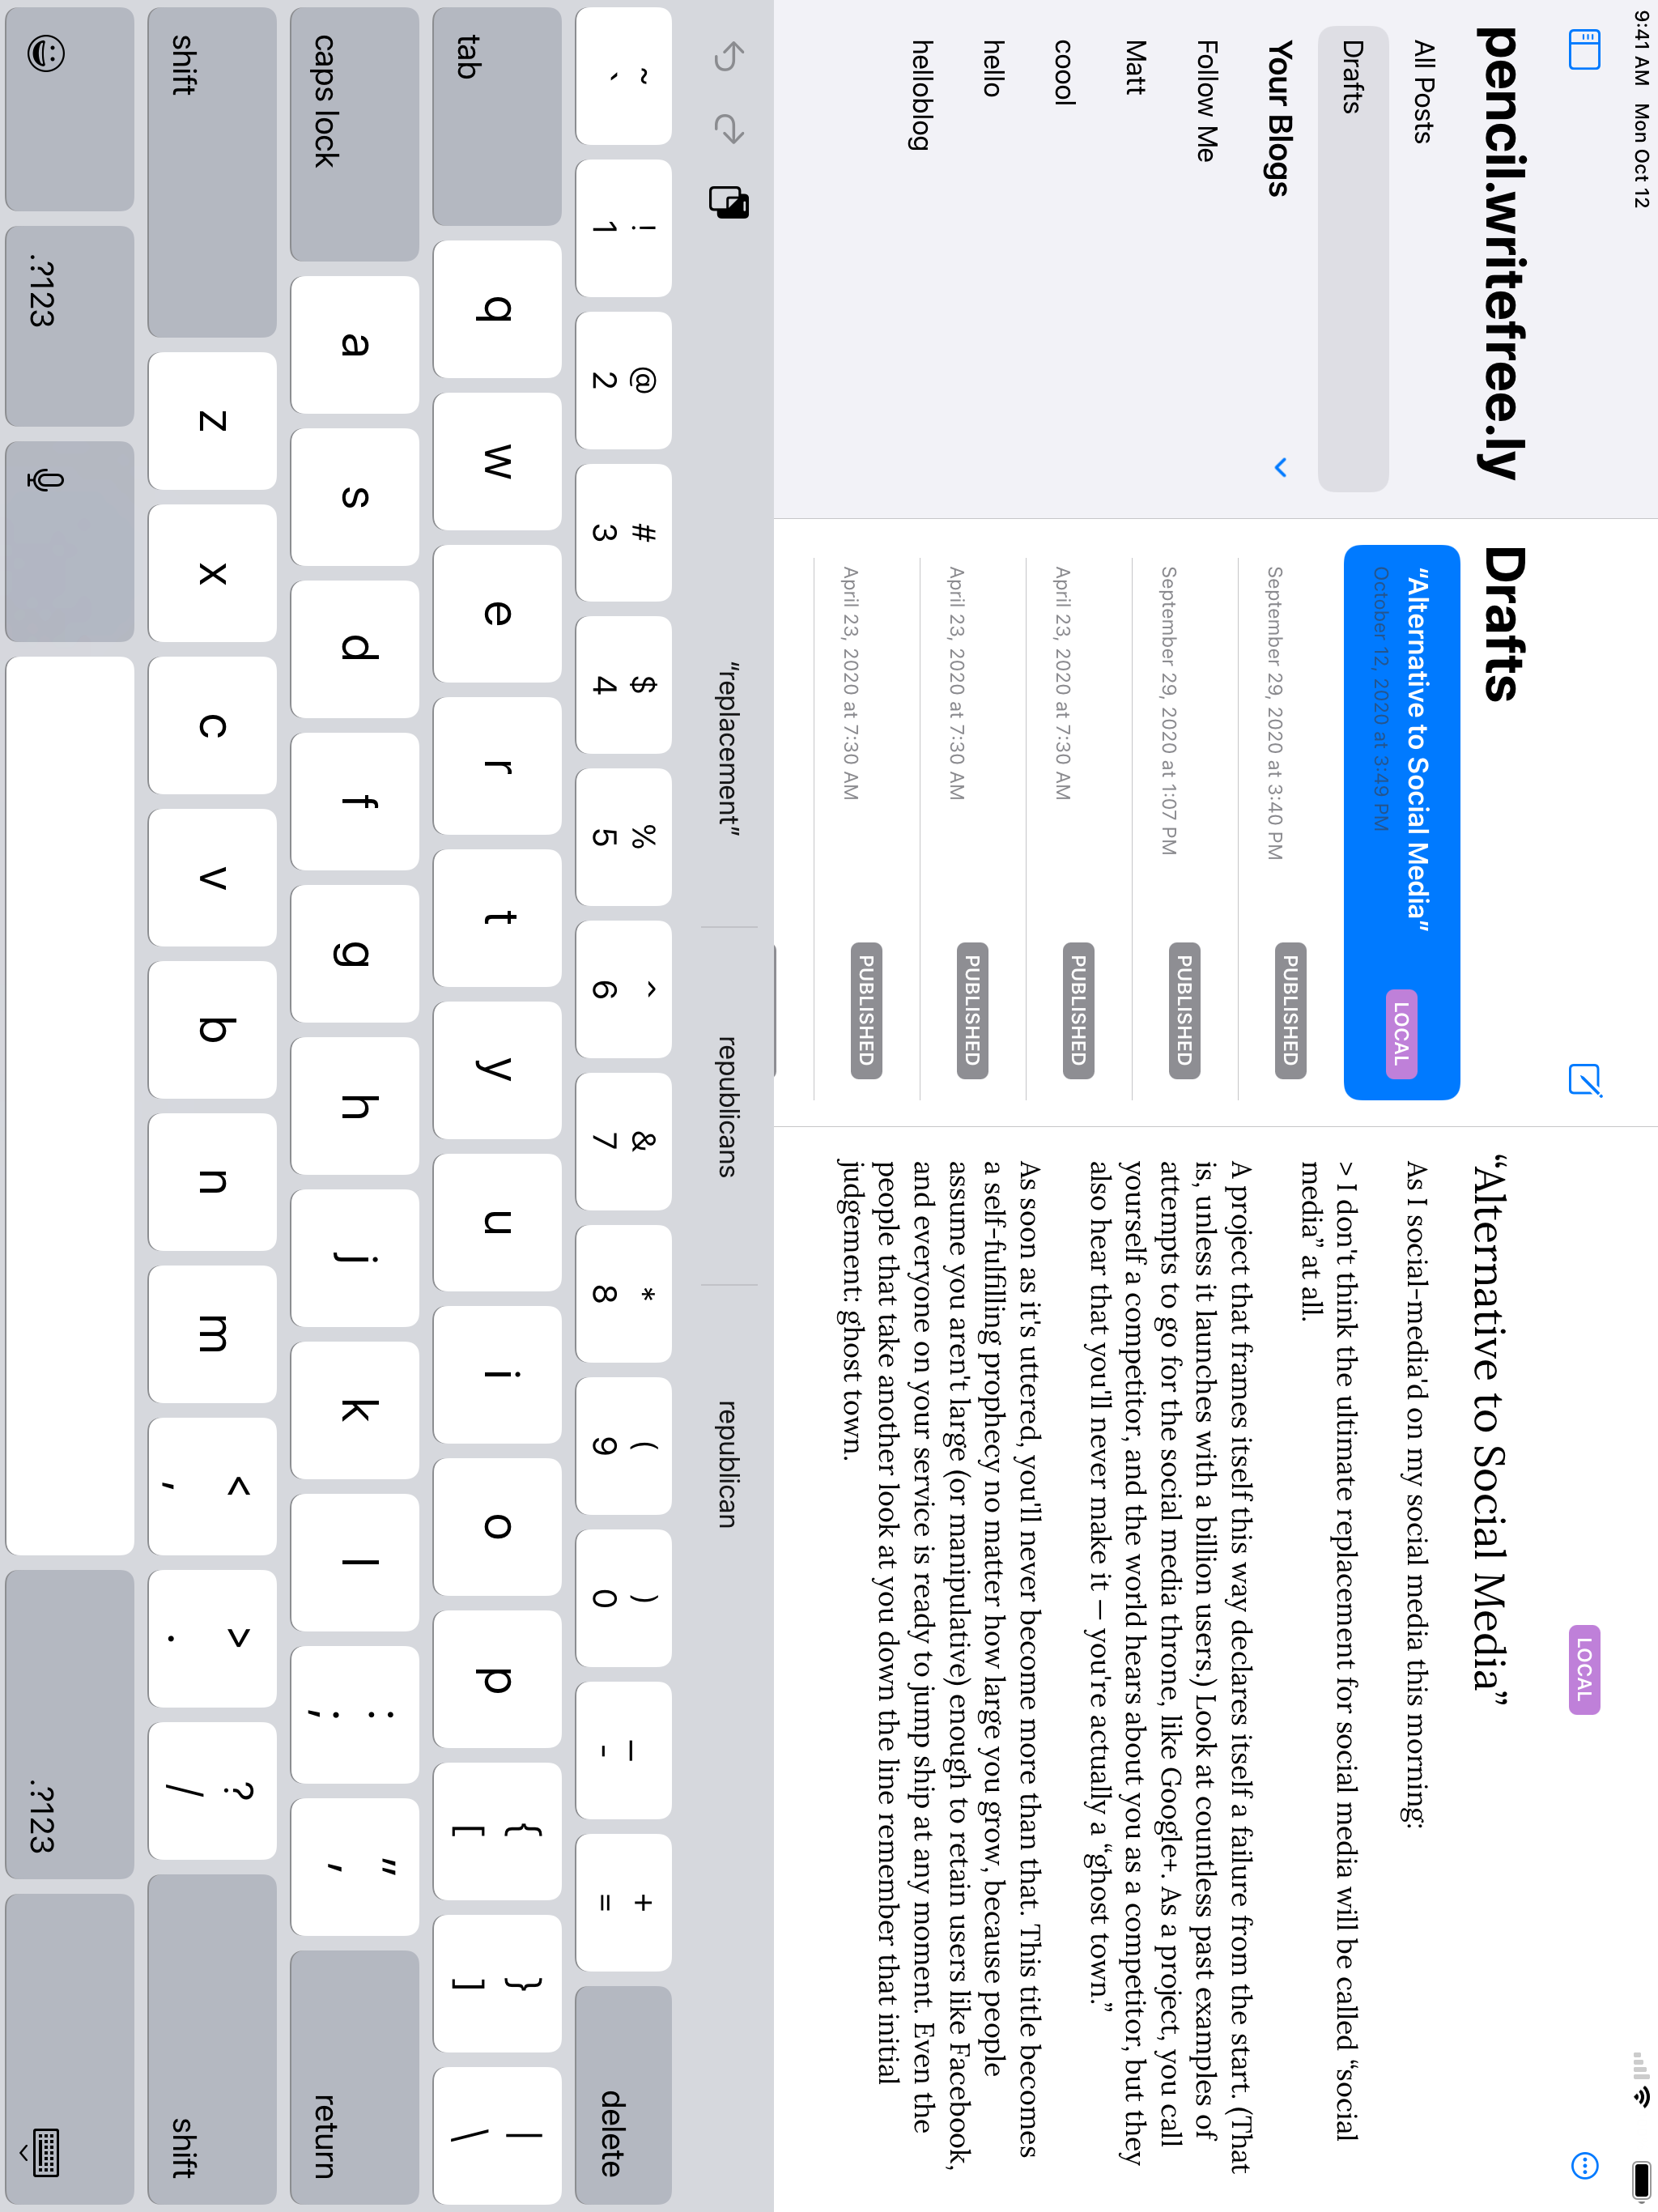 9:41 AM Mon Oct 12
pencil.writefree.ly
All Posts
Drafts
Your Blogs
Follow Me
Matt
coool
hello
helloblog
Drafts
“Alternative to Social Media”
October 12, 2020 at 3:49 PM
LOCAL
September 29, 2020 at 3:40 PM
PUBLISHED
September 29, 2020 at 1:07 PM
PUBLISHED
April 23, 2020 at 7:30 AM
PUBLISHED
April 23, 2020 at 7:30 AM
PUBLISHED
April 23, 2020 at 7:30 AM
PUBLISHED
LOCAL
“Alternative to Social Media”
As I social-media'd on my social media this morning:
> I don't think the ultimate replacement for social media will be called “social
media” at all.
A project that frames itself this way declares itself a failure from the start. (That
is, unless it launches with a billion users.) Look at countless past examples of
attempts to go for the social media throne, like Google+. As a project, you call
yourself a competitor, and the world hears about you as a competitor, but they
also hear that you'll never make it — you're actually a “ghost town.”
As soon as it's uttered, you'll never become more than that. This title becomes
a self-fulfilling prophecy no matter how large you grow, because people
assume you aren't large (or manipulative) enough to retain users like Facebook,
and everyone on your service is ready to jump ship at any moment. Even the
people that take another look at you down the line remember that initial
judgement: ghost town.
“replacement” republicans republican
~ ! @ # $ % ^ & * ( ) _ +
` 1 2 3 4 5 6 7 8 9 0 - = delete
tab q w e r t y u i o p { [ } ] | \
caps lock a s d f g h j k l : ; " ' return
shift z x c v b n m < , > . ? / shift
.?123 .?123